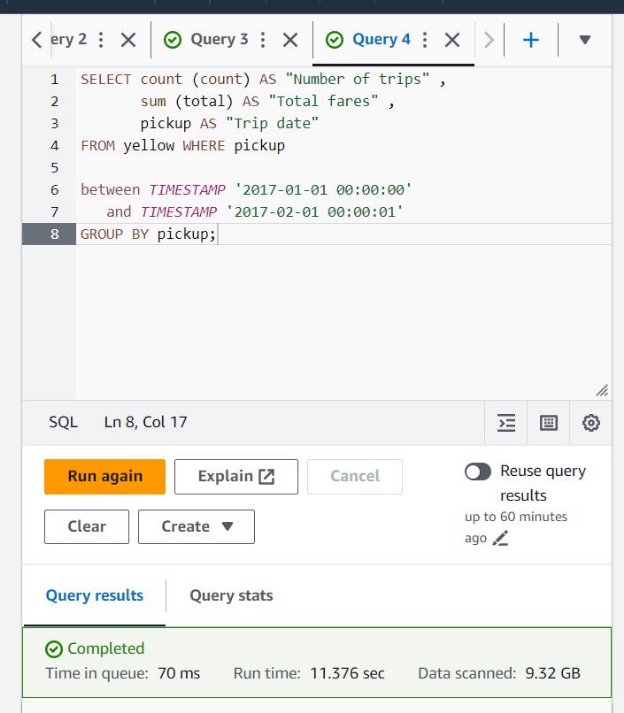 ery 2
Query 3
Query 4
1 SELECT count (count) AS "Number of trips" ,
2 sum (total) AS "Total fares" ,
3 pickup AS "Trip date"
4 FROM yellow WHERE pickup
5
6 between TIMESTAMP '2017-01-01 00:00:00'
7 and TIMESTAMP '2017-02-01 00:00:01'
8 GROUP BY pickup;
SQL Ln 8, Col 17
Run again
Explain
Cancel
Reuse query
results
up to 60 minutes
ago
Clear
Create
Query results
Query stats
Completed
Time in queue: 70 ms Run time: 11.376 sec Data scanned: 9.32 GB